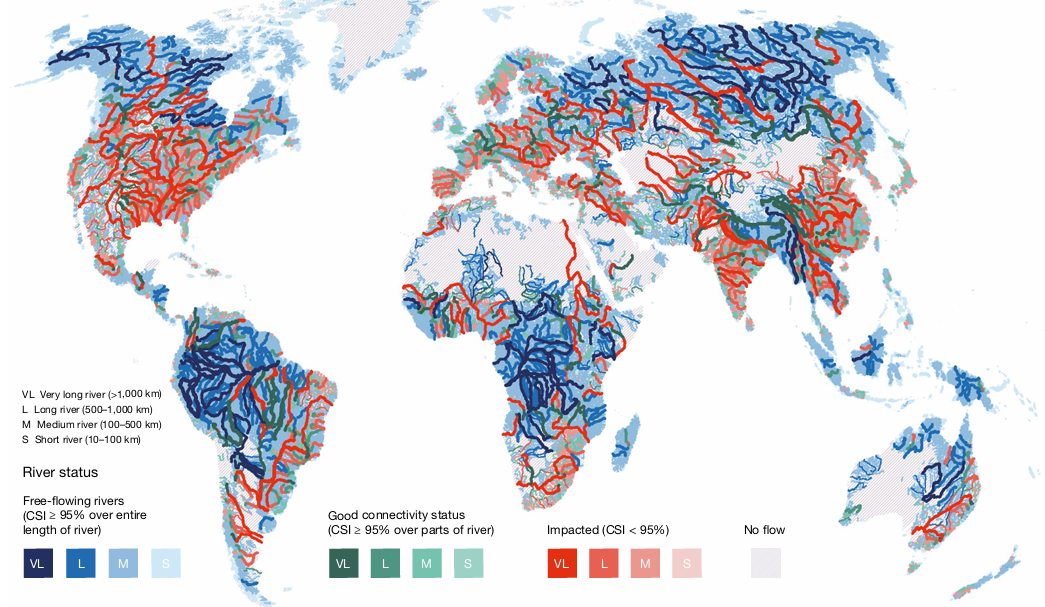 VL Very long river (>1,000 km)
L Long river (500–1,000 km)
M Medium river (100–500 km)
S Short river (10–100 km)
River status
Free-flowing rivers
(CSI ≥ 95% over entire
length of river)
VL L M S
Good connectivity status
(CSI ≥ 95% over parts of river)
VL L M S
Impacted (CSI < 95%)
VL L M S
No flow